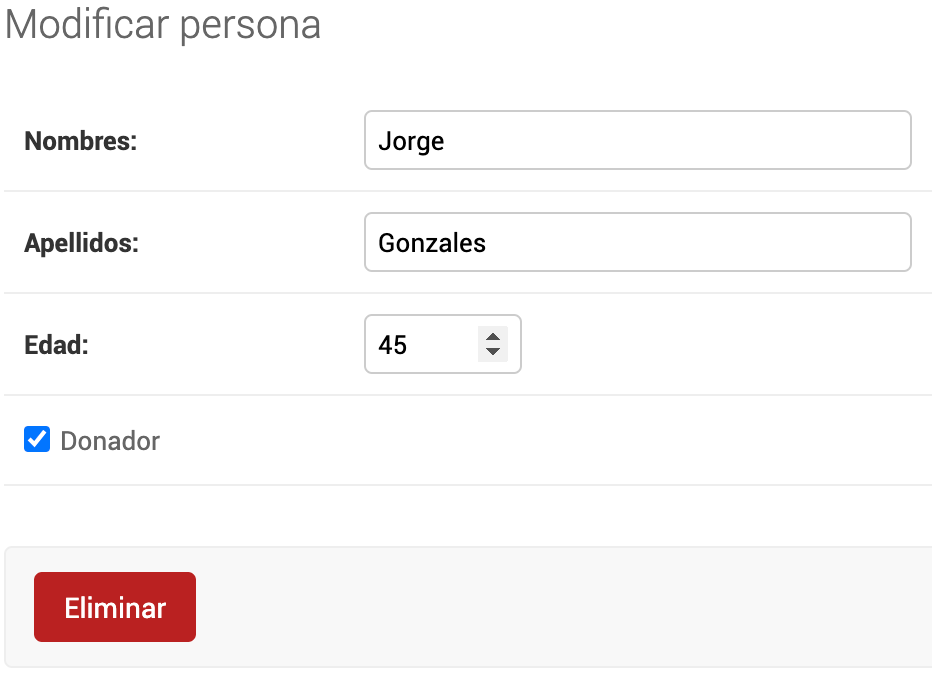 Modificar persona
Nombres: Jorge
Apellidos: Gonzales
Edad: 45
Donador
Eliminar